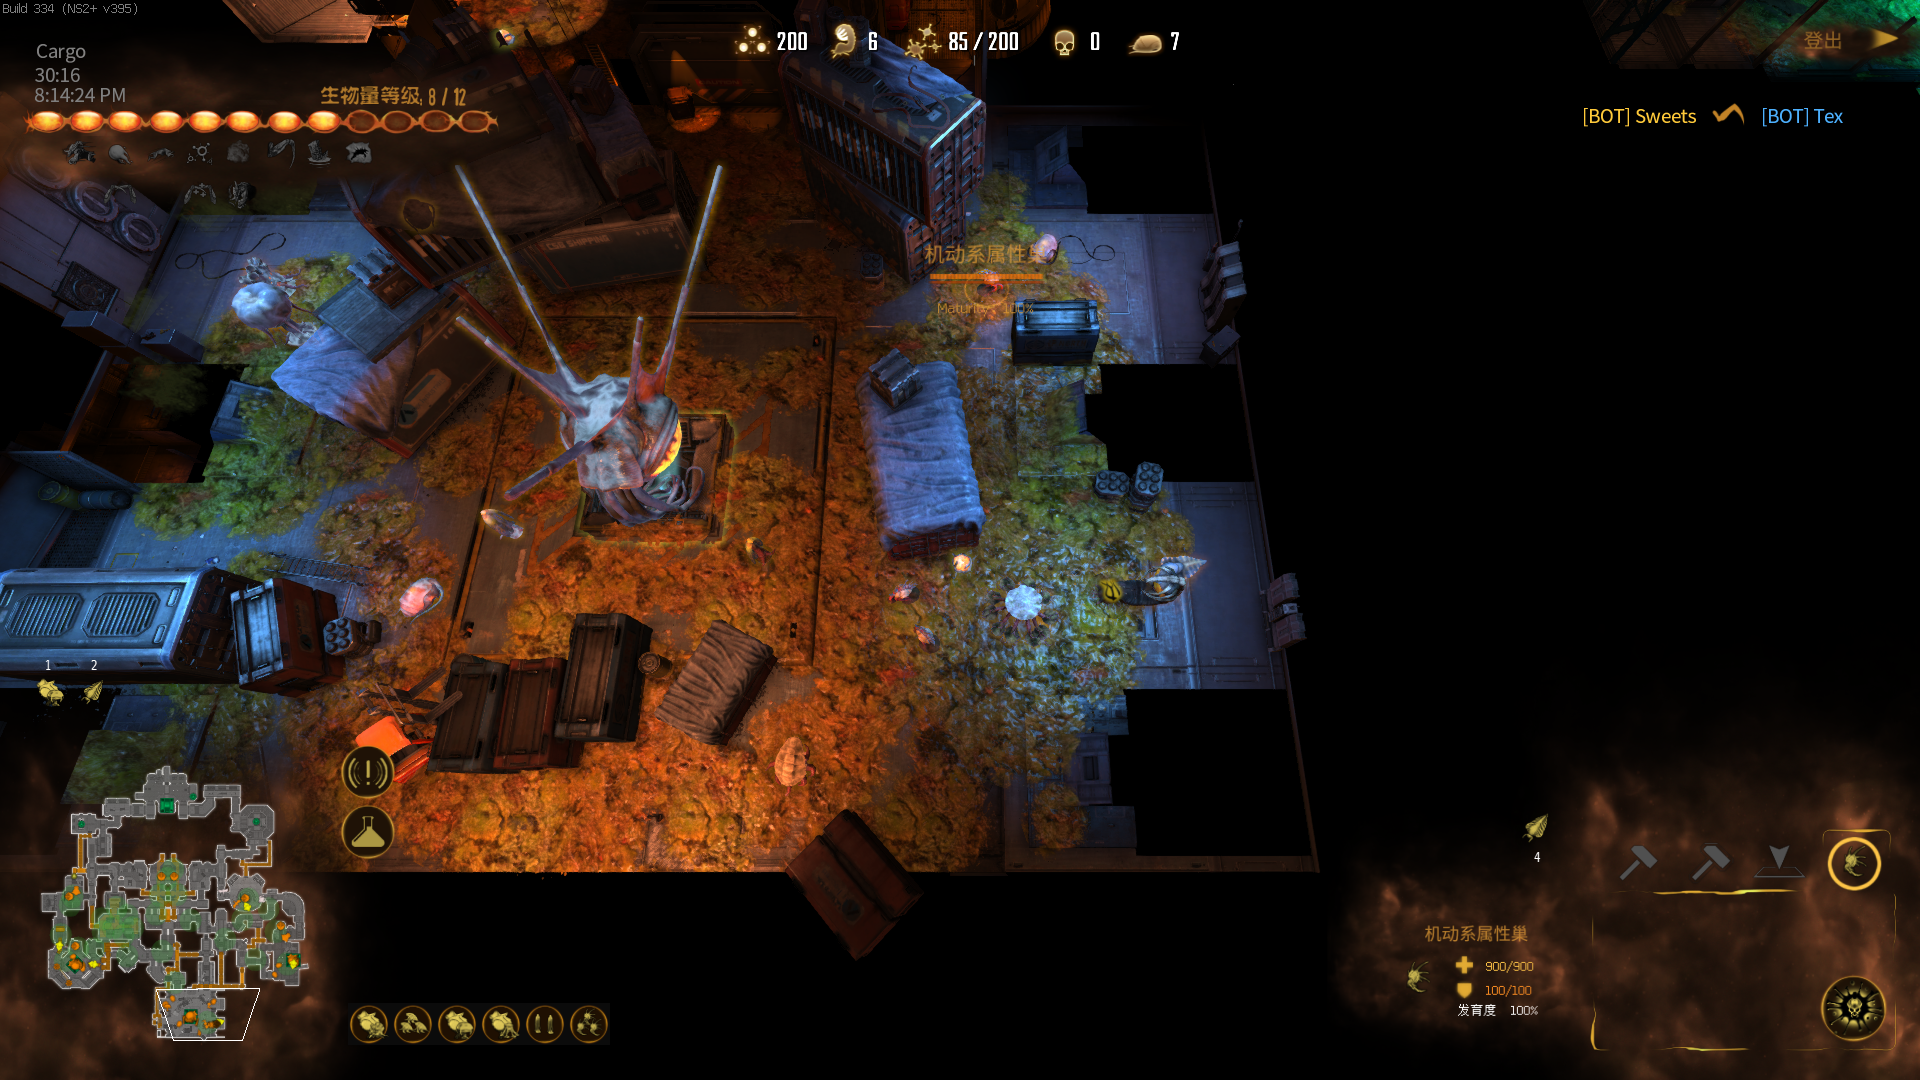 Build 334 (NS2+ v395)
Cargo
30:16
8:14:24 PM
生物量等级, 8 / 12
200
6
85 / 200
0
7
登出
[BOT] Sweets
[BOT] Tex
机动系属性巢
Maturity: 100%
1
2
4
机动系属性巢
900/900
100/100
发育度 100%